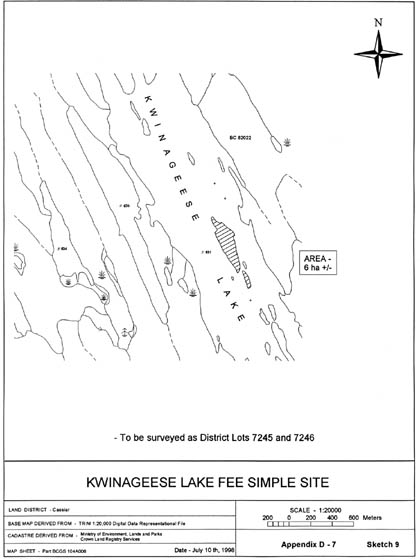 N
KWINAGEESE
BC 82022
LAKE
AREA -
6 ha +/-
- To be surveyed as District Lots 7245 and 7246
KWINAGEESE LAKE FEE SIMPLE SITE
LAND DISTRICT - Cassiar
BASE MAP DERIVED FROM - TRIM 1:20,000 Digital Data Representational File
CADASTRE DERIVED FROM - Ministry of Environment, Lands and Parks
Crown Land Registry Services
MAP SHEET - Part BCGS 104A008
Date - July 10 th, 1998
SCALE - 1:20000
200 0 200 400 600 Meters
Appendix D - 7 Sketch 9